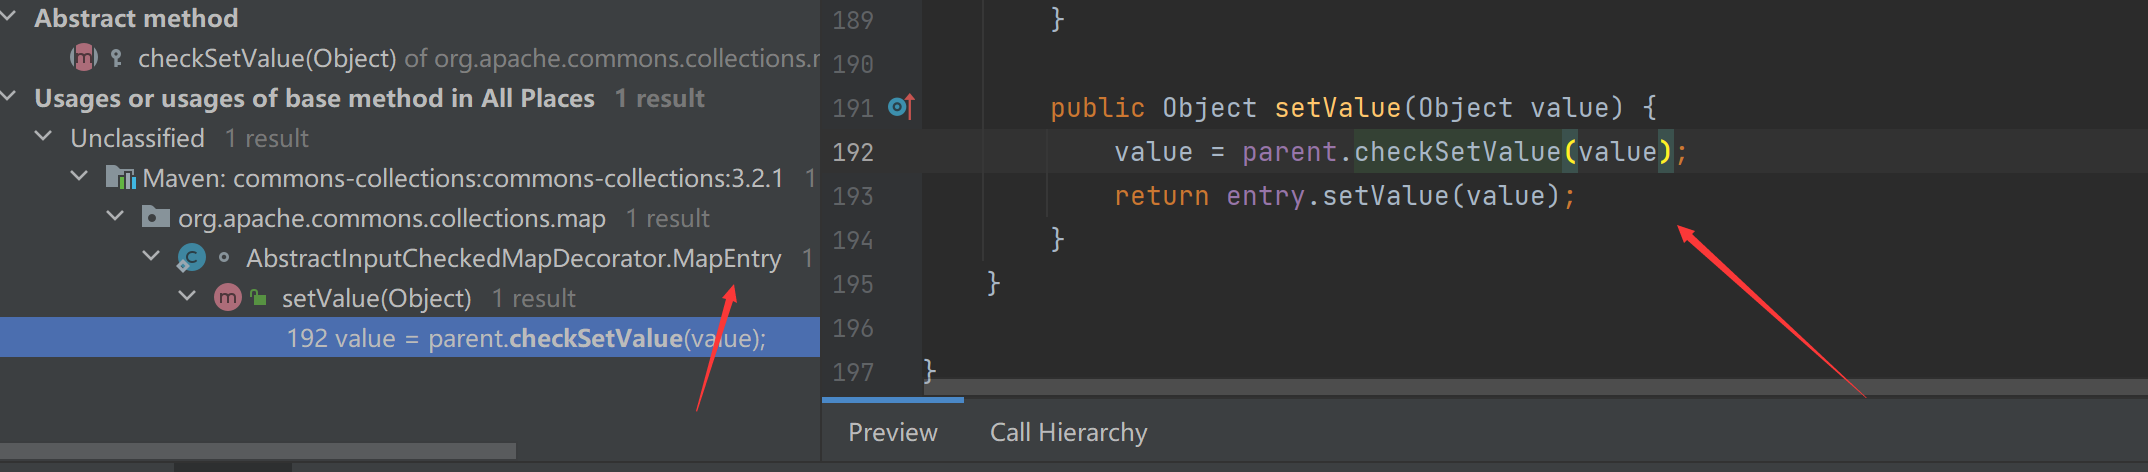 Abstract method
checkSetValue(Object) of org.apache.commons.collections.
Usages or usages of base method in All Places 1 result
Unclassified 1 result
Maven: commons-collections:commons-collections:3.2.1 1
org.apache.commons.collections.map 1 result
AbstractInputCheckedMapDecorator.MapEntry 1
setValue(Object) 1 result
192 value = parent.checkSetValue(value);
189 }
190
191 public Object setValue(Object value) {
192 value = parent.checkSetValue(value);
193 return entry.setValue(value);
194 }
195 }
196
197 }
Preview Call Hierarchy